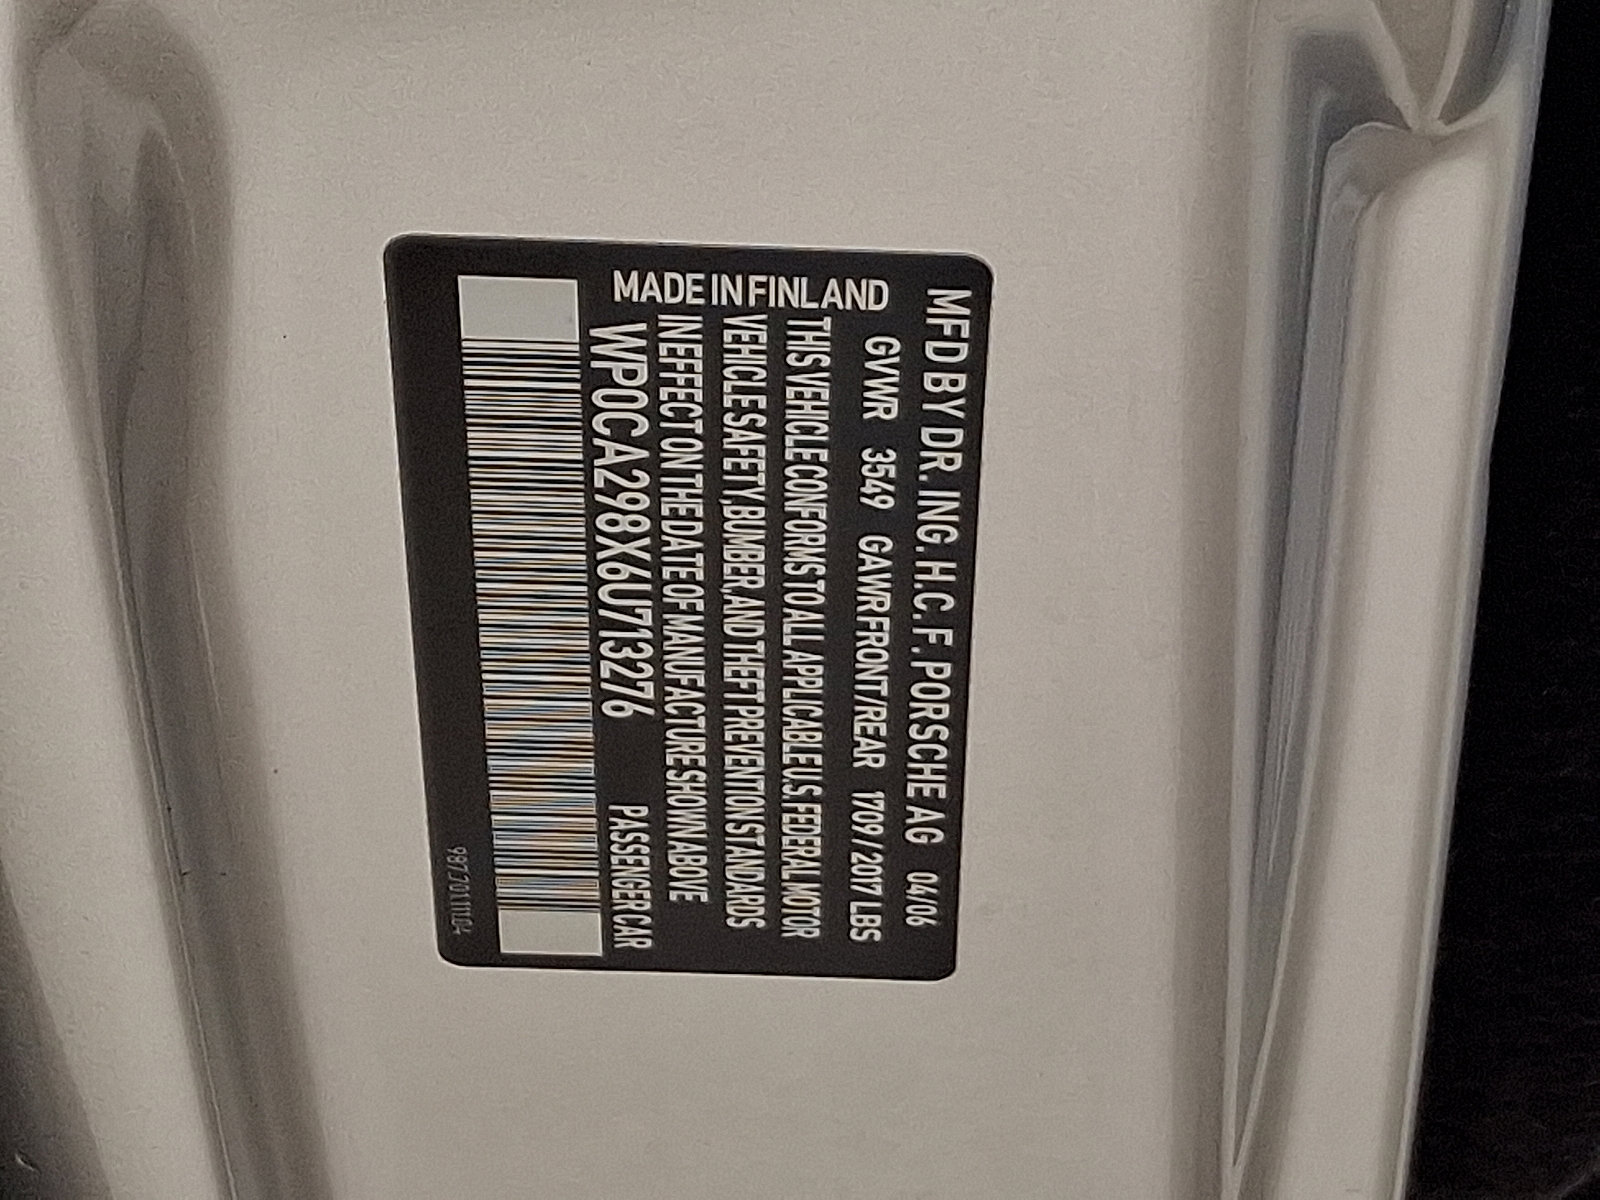 MFD BY DR. ING. H.C. F. PORSCHE AG 04/06
GVWR 3549 GAWR FRONT/REAR 1709 / 2017 LBS
THIS VEHICLE CONFORMS TO ALL APPLICABLE U.S. FEDERAL MOTOR
VEHICLE SAFETY, BUMBER, AND THEFT PREVENTION STANDARDS
IN EFFECT ON THE DATE OF MANUFACTURE SHOWN ABOVE
WP0CA298X6U713276 PASSENGER CAR
MADE IN FINLAND